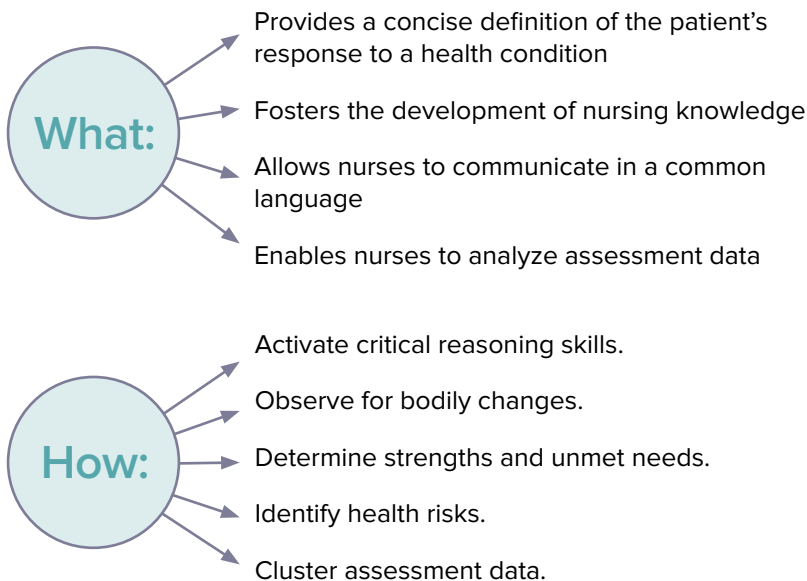 What:
Provides a concise definition of the patient’s
response to a health condition
Fosters the development of nursing knowledge
Allows nurses to communicate in a common
language
Enables nurses to analyze assessment data
How:
Activate critical reasoning skills.
Observe for bodily changes.
Determine strengths and unmet needs.
Identify health risks.
Cluster assessment data.